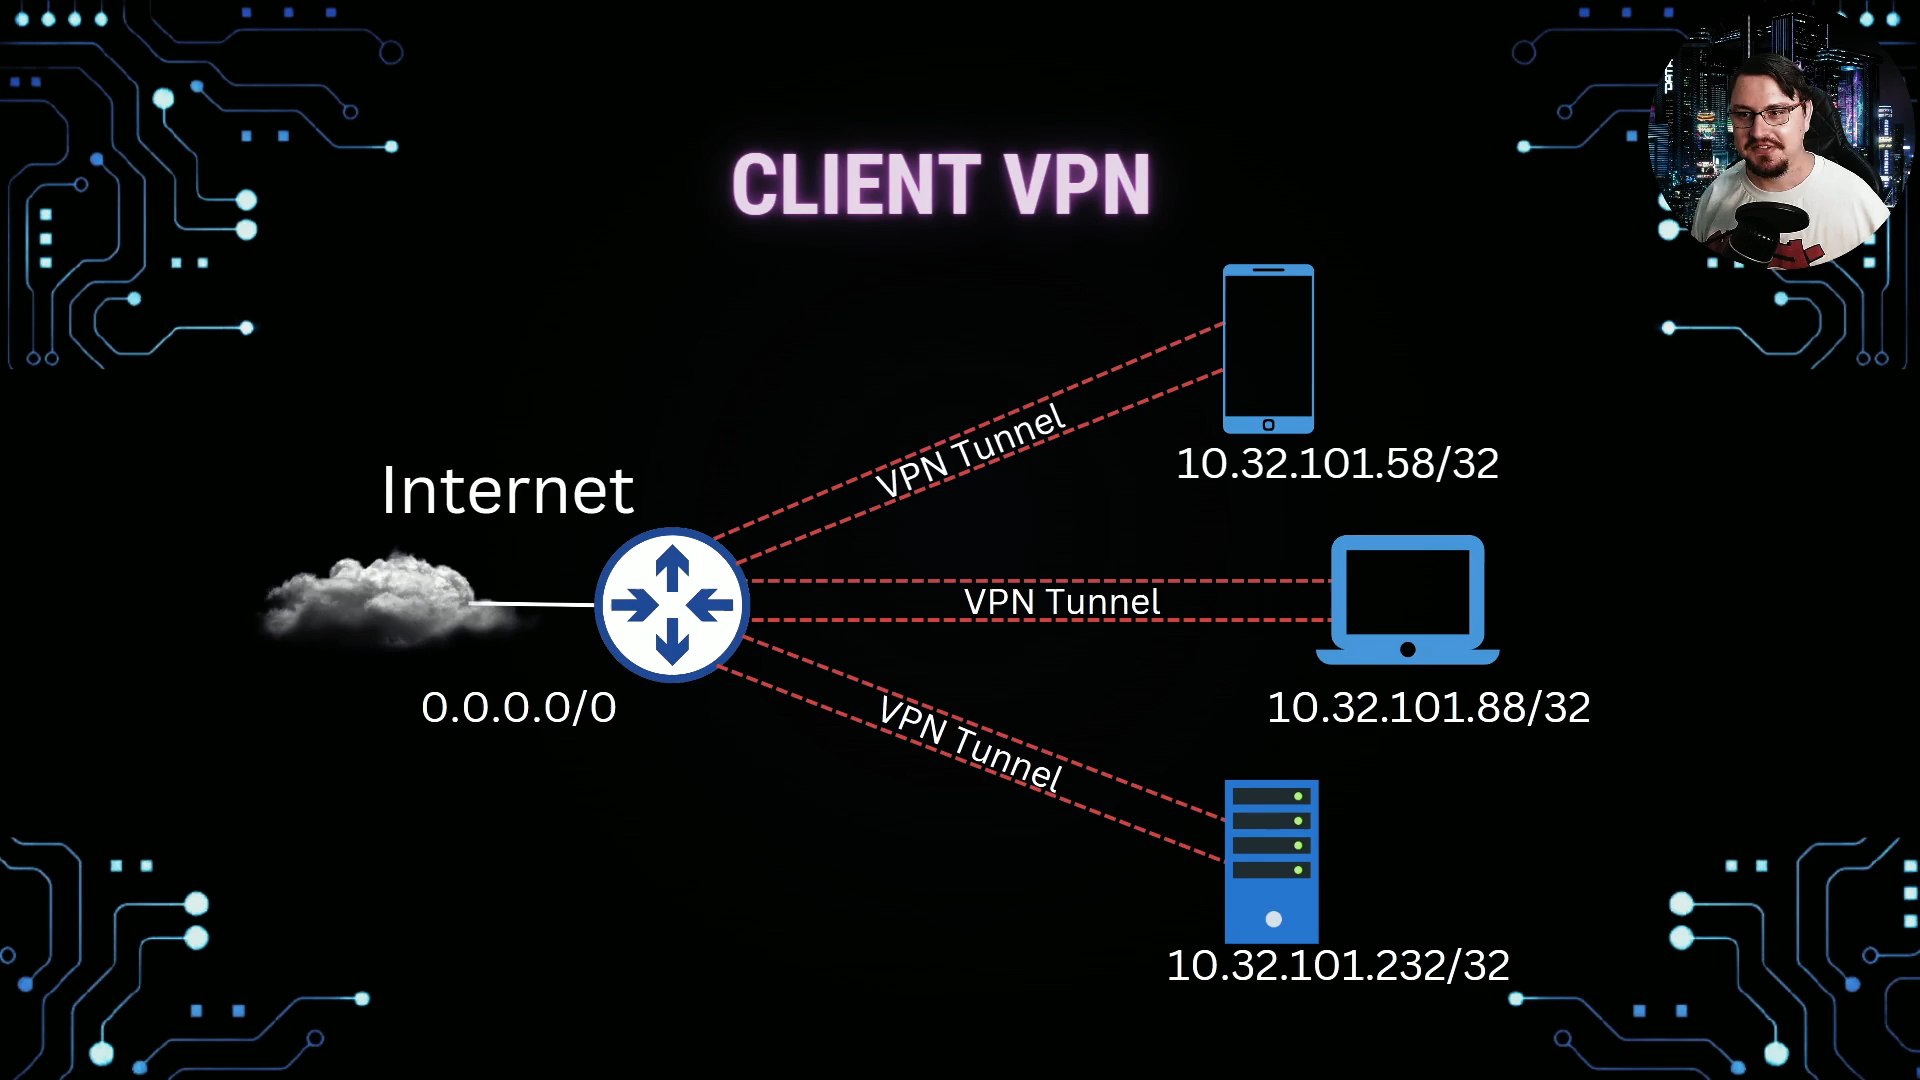 CLIENT VPN
VPN Tunnel
10.32.101.58/32
Internet
VPN Tunnel
0.0.0.0/0
10.32.101.88/32
VPN Tunnel
10.32.101.232/32